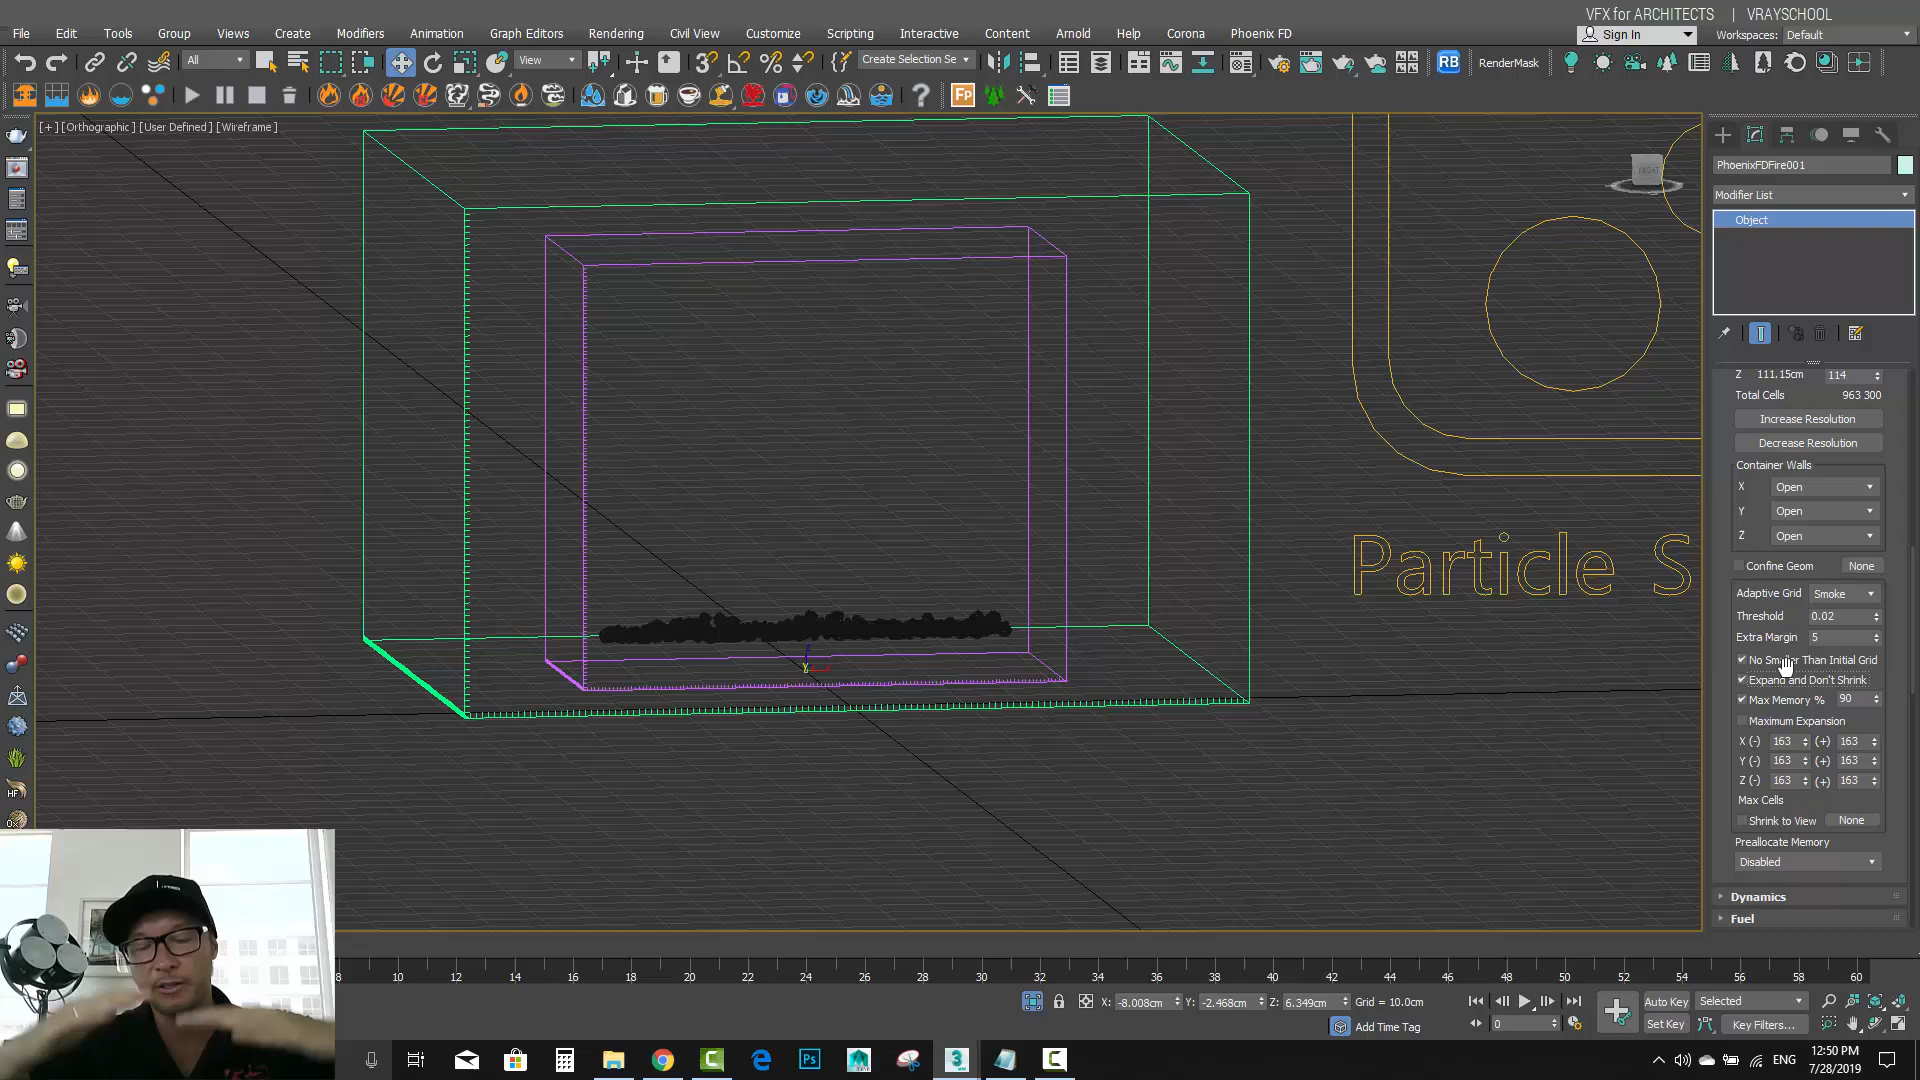 VFX for ARCHITECTS | VRAYSCHOOL
File Edit Tools Group Views Create Modifiers Animation Graph Editors Rendering Civil View Customize Scripting Interactive Content Arnold Help Corona Phoenix FD
Sign In Workspaces: Default
All View Create Selection Se RB RenderMask
Fp
[+] [Orthographic ] [User Defined ] [Wireframe ]
FRONT
PhoenixFDFire001
Modifier List
Object
Z 111.15cm 114
Total Cells 963 300
Increase Resolution
Decrease Resolution
Container Walls
X Open
Y Open
Z Open
Confine Geom None
Adaptive Grid Smoke
Threshold 0.02
Extra Margin 5
No Smaller Than Initial Grid
Expand and Don't Shrink
Max Memory % 90
Maximum Expansion
X (-) 163 (+) 163
Y (-) 163 (+) 163
Z (-) 163 (+) 163
Max Cells
Shrink to View None
Preallocate Memory
Disabled
Dynamics
Fuel
Particle S
8 10 12 14 16 18 20 22 24 26 28 30 32 34 36 38 40 42 44 46 48 50 52 54 56 58 60
X: -8.008cm Y: -2.468cm Z: 6.349cm Grid = 10.0cm
Add Time Tag
0
Auto Key Selected
Set Key Key Filters...
ENG
12:50 PM
7/28/2019